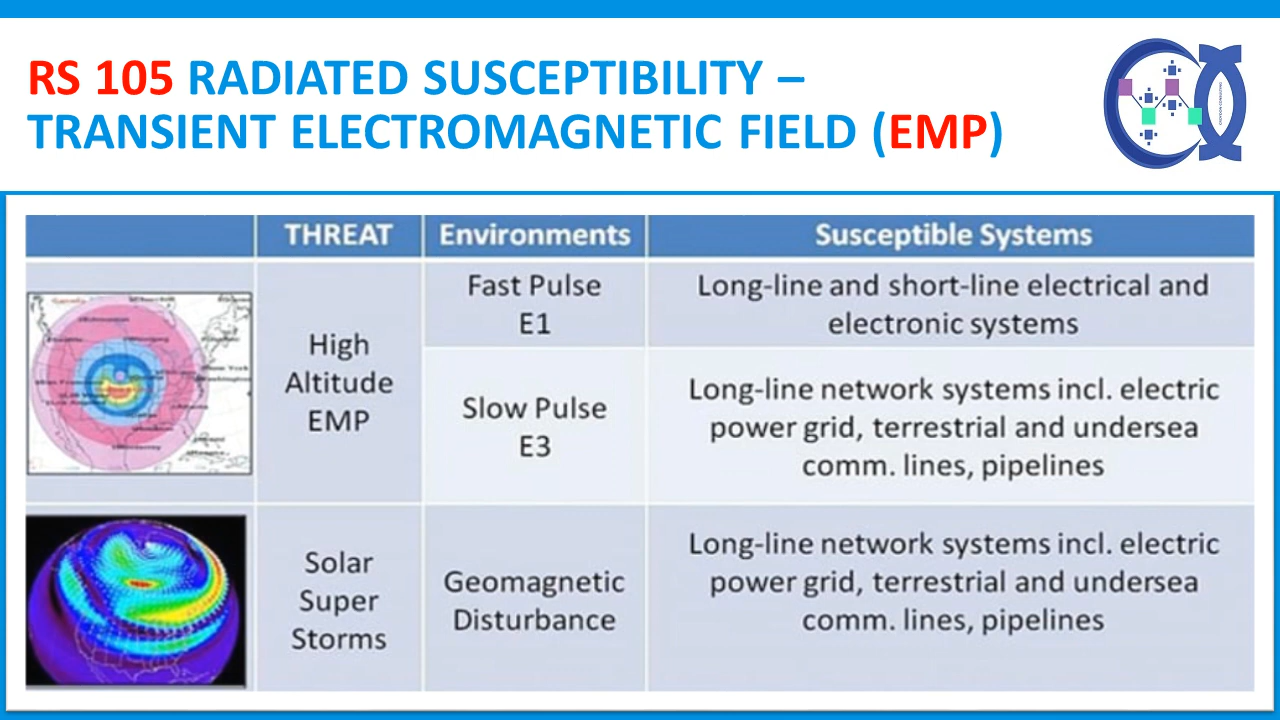 RS 105 RADIATED SUSCEPTIBILITY –
TRANSIENT ELECTROMAGNETIC FIELD (EMP)
THREAT
Environments
Susceptible Systems
High
Altitude
EMP
Fast Pulse
E1
Long-line and short-line electrical and
electronic systems
Slow Pulse
E3
Long-line network systems incl. electric
power grid, terrestrial and undersea
comm. lines, pipelines
Solar
Super
Storms
Geomagnetic
Disturbance
Long-line network systems incl. electric
power grid, terrestrial and undersea
comm. lines, pipelines